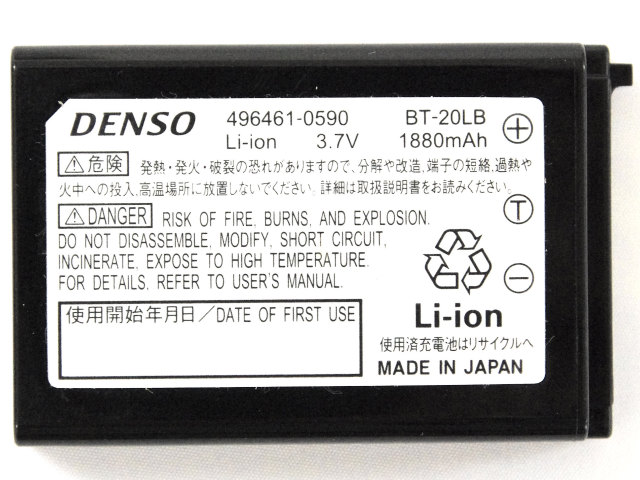 DENSO 496461-0590 BT-20LB
Li-ion 3.7V 1880mAh
危険 発熱・発火・破裂の恐れがありますので、分解や改造、端子の短絡、過熱や
火中への投入、高温場所に放置しないでください。詳細は取扱説明書をお読みください。
DANGER RISK OF FIRE, BURNS, AND EXPLOSION.
DO NOT DISASSEMBLE, MODIFY, SHORT CIRCUIT,
INCINERATE, EXPOSE TO HIGH TEMPERATURE.
FOR DETAILS, REFER TO USER'S MANUAL.
使用開始年月日/DATE OF FIRST USE
+
T
−
Li-ion
使用済充電池はリサイクルへ
MADE IN JAPAN